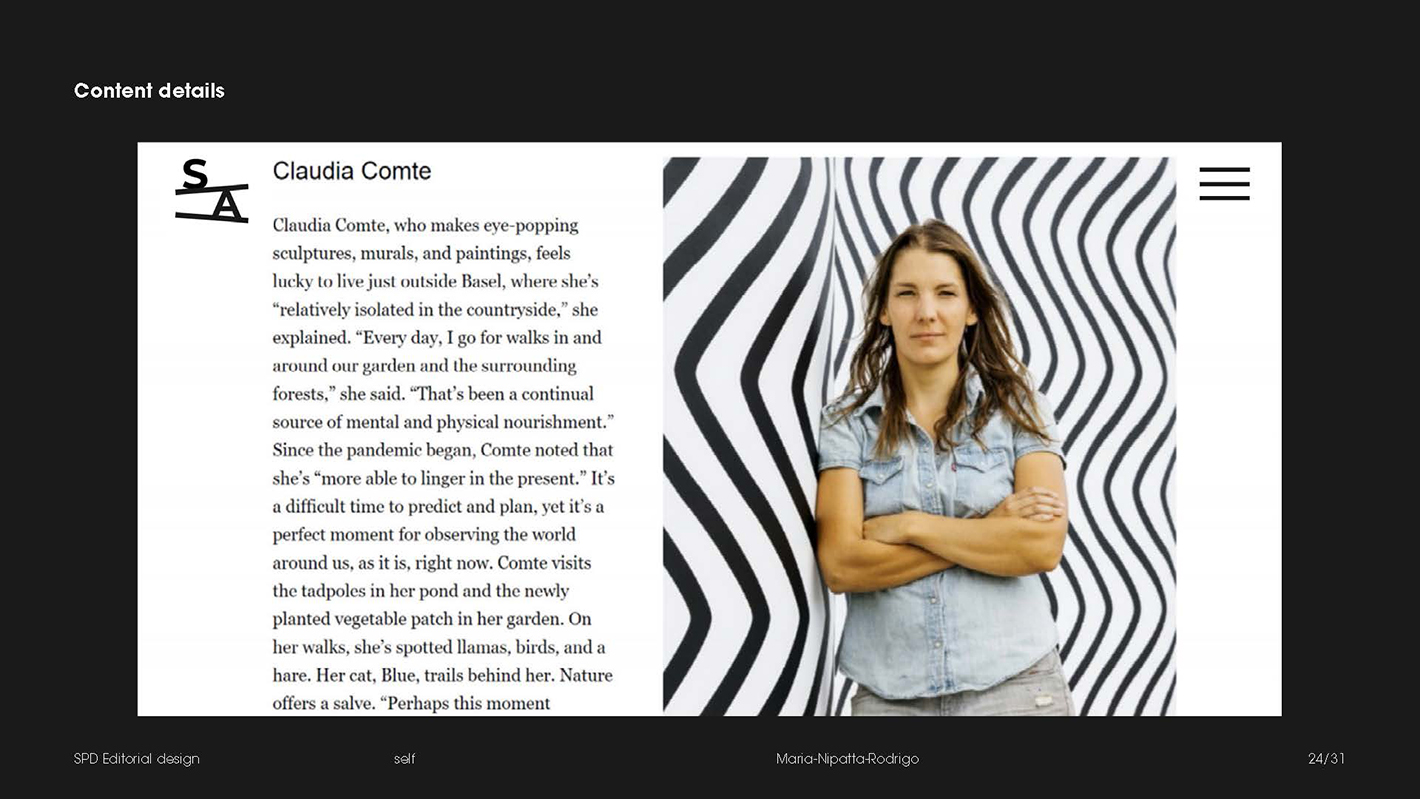 Content details
S
A
Claudia Comte
Claudia Comte, who makes eye-popping
sculptures, murals, and paintings, feels
lucky to live just outside Basel, where she’s
“relatively isolated in the countryside,” she
explained. “Every day, I go for walks in and
around our garden and the surrounding
forests,” she said. “That’s been a continual
source of mental and physical nourishment.”
Since the pandemic began, Comte noted that
she’s “more able to linger in the present.” It’s
a difficult time to predict and plan, yet it’s a
perfect moment for observing the world
around us, as it is, right now. Comte visits
the tadpoles in her pond and the newly
planted vegetable patch in her garden. On
her walks, she’s spotted llamas, birds, and a
hare. Her cat, Blue, trails behind her. Nature
offers a salve. “Perhaps this moment
SPD Editorial design
self
Maria-Nipatta-Rodrigo
24/31